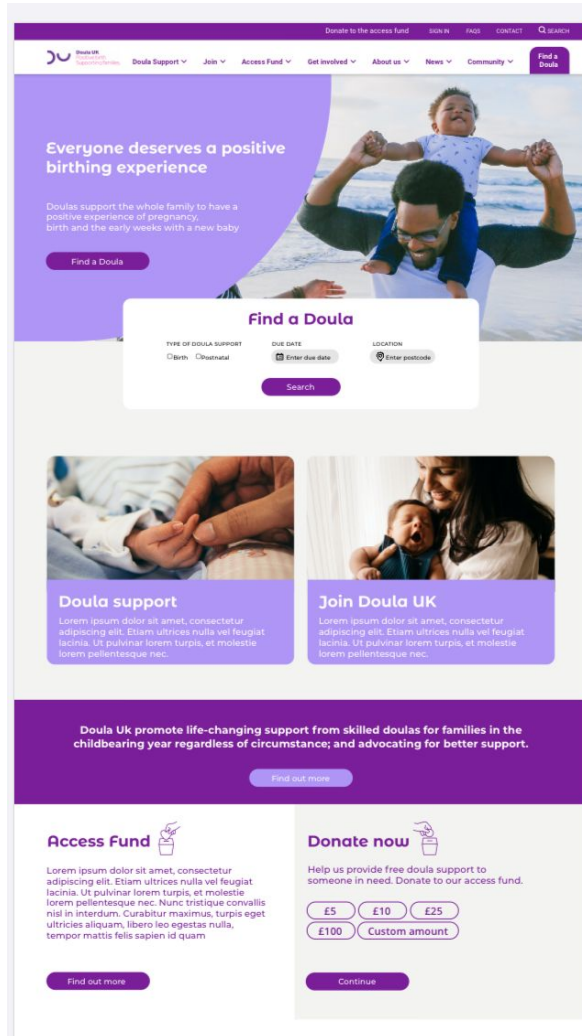 Donate to the access fund SIGN IN FAQS CONTACT SEARCH
Doula UK
Positive birth
Supporting families
Doula Support Join Access Fund Get involved About us News Community
Find a
Doula
Everyone deserves a positive
birthing experience
Doulas support the whole family to have a
positive experience of pregnancy,
birth and the early weeks with a new baby
Find a Doula
Find a Doula
TYPE OF DOULA SUPPORT DUE DATE LOCATION
Birth Postnatal Enter due date Enter postcode
Search
Doula support
Lorem ipsum dolor sit amet, consectetur
adipiscing elit. Etiam ultrices nulla vel feugiat
lacinia. Ut pulvinar lorem turpis, et molestie
lorem pellentesque nec.
Join Doula UK
Lorem ipsum dolor sit amet, consectetur
adipiscing elit. Etiam ultrices nulla vel feugiat
lacinia. Ut pulvinar lorem turpis, et molestie
lorem pellentesque nec.
Doula Uk promote life-changing support from skilled doulas for families in the
childbearing year regardless of circumstance; and advocating for better support.
Find out more
Access Fund
Lorem ipsum dolor sit amet, consectetur
adipiscing elit. Etiam ultrices nulla vel feugiat
lacinia. Ut pulvinar lorem turpis, et molestie
lorem pellentesque nec. Nunc tristique convallis
nisl in interdum. Curabitur maximus, turpis eget
ultricies aliquam, libero leo egestas nulla,
tempor mattis felis sapien id quam
Find out more
Donate now
Help us provide free doula support to
someone in need. Donate to our access fund.
£5 £10 £25
£100 Custom amount
Continue